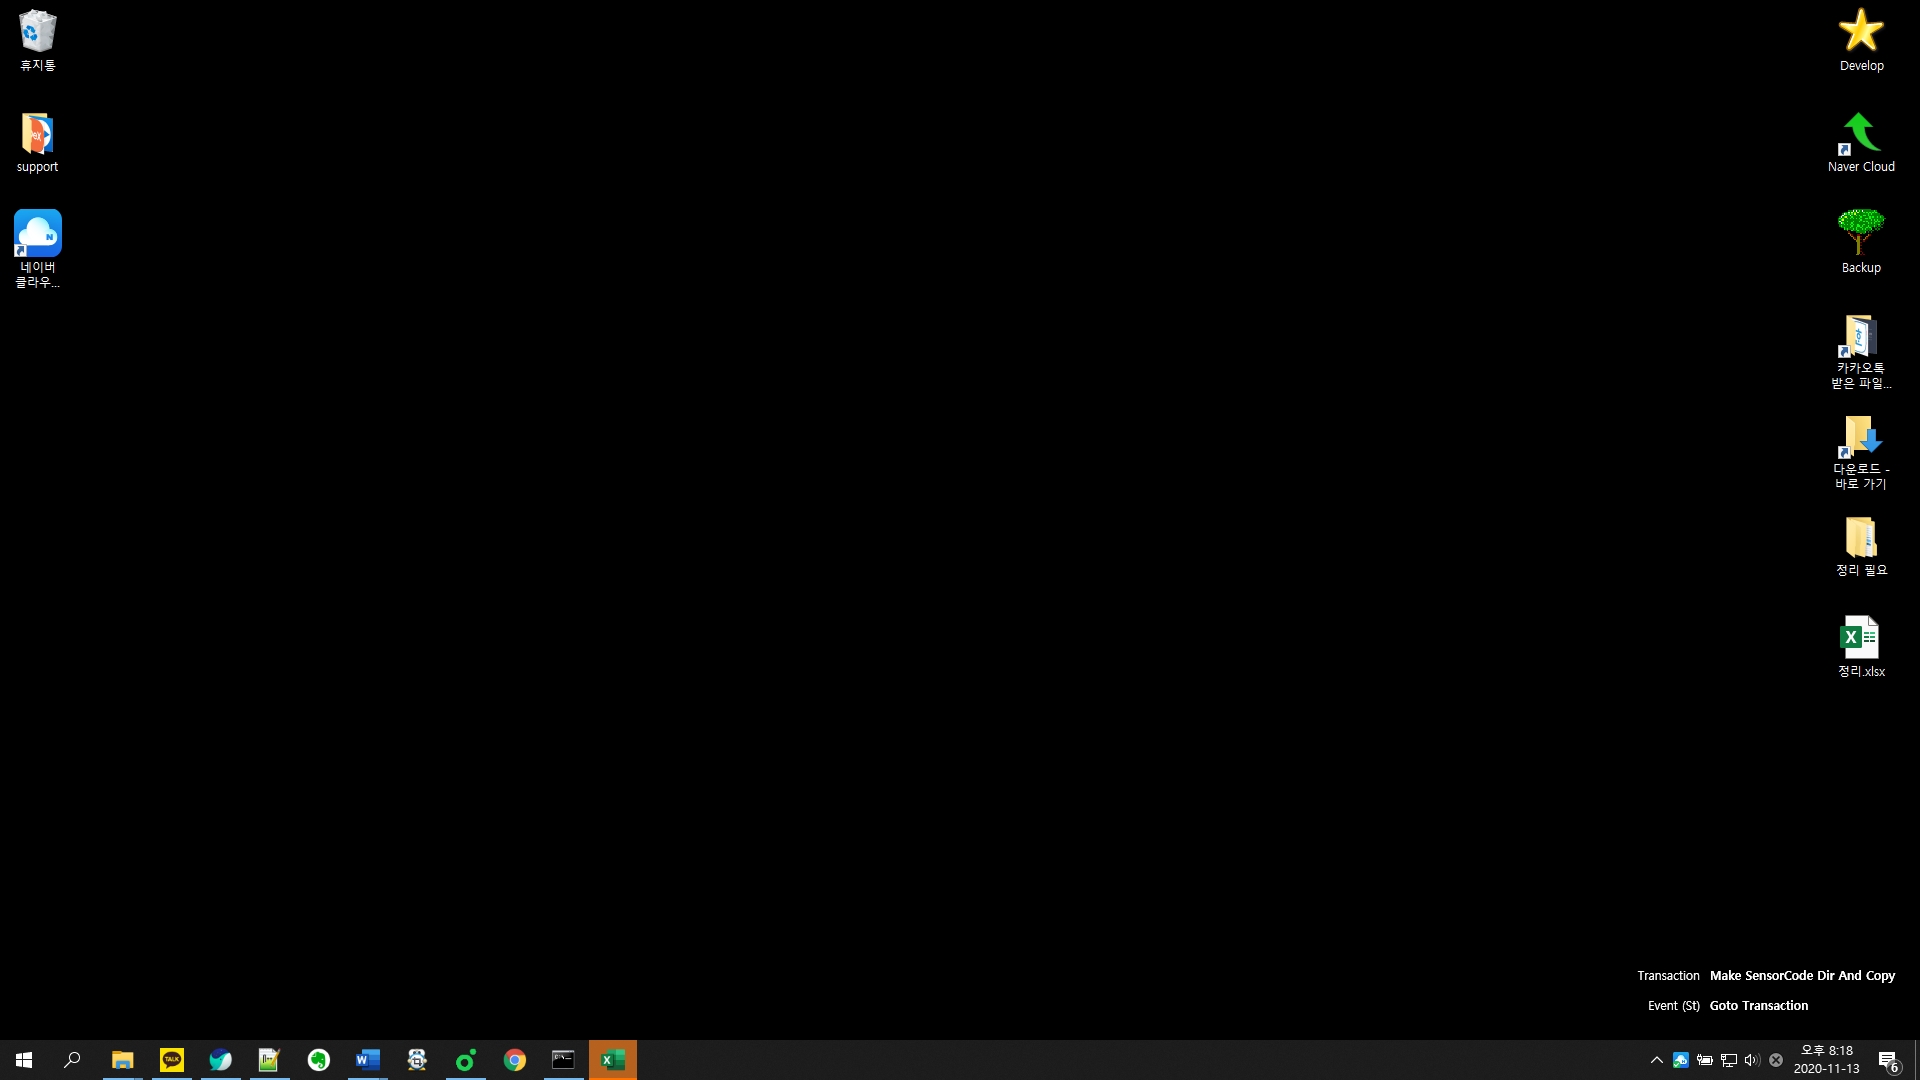 휴지통
support
네이버
클라우...
Develop
Naver Cloud
Backup
카카오톡
받은 파일...
다운로드 -
바로 가기
정리 필요
정리.xlsx
Transaction Make SensorCode Dir And Copy
Event (St) Goto Transaction
TALK
오후 8:18
2020-11-13
6